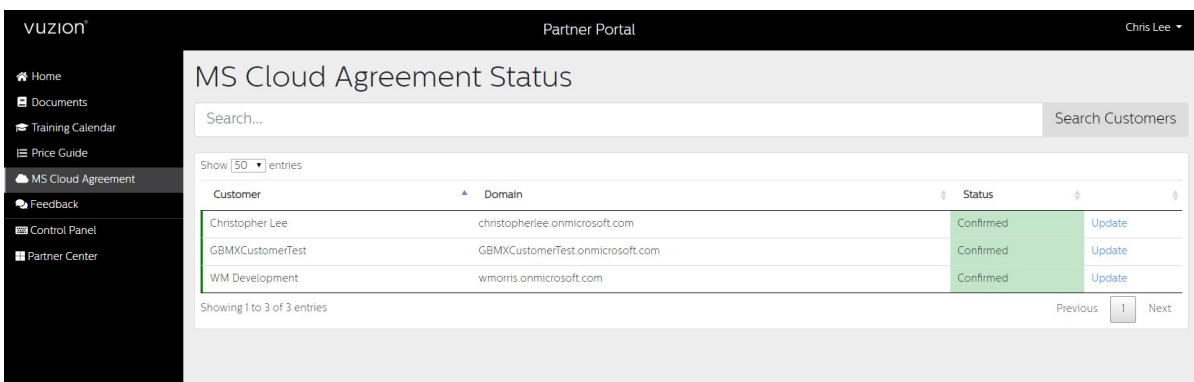 vuzion®
Partner Portal
Chris Lee
Home
Documents
Training Calendar
Price Guide
MS Cloud Agreement
Feedback
Control Panel
Partner Center
MS Cloud Agreement Status
Search...
Search Customers
Show 50 entries
Customer Domain Status
Christopher Lee christopherlee.onmicrosoft.com Confirmed Update
GBMXCustomerTest GBMXCustomerTest.onmicrosoft.com Confirmed Update
WM Development wmorris.onmicrosoft.com Confirmed Update
Showing 1 to 3 of 3 entries
Previous 1 Next